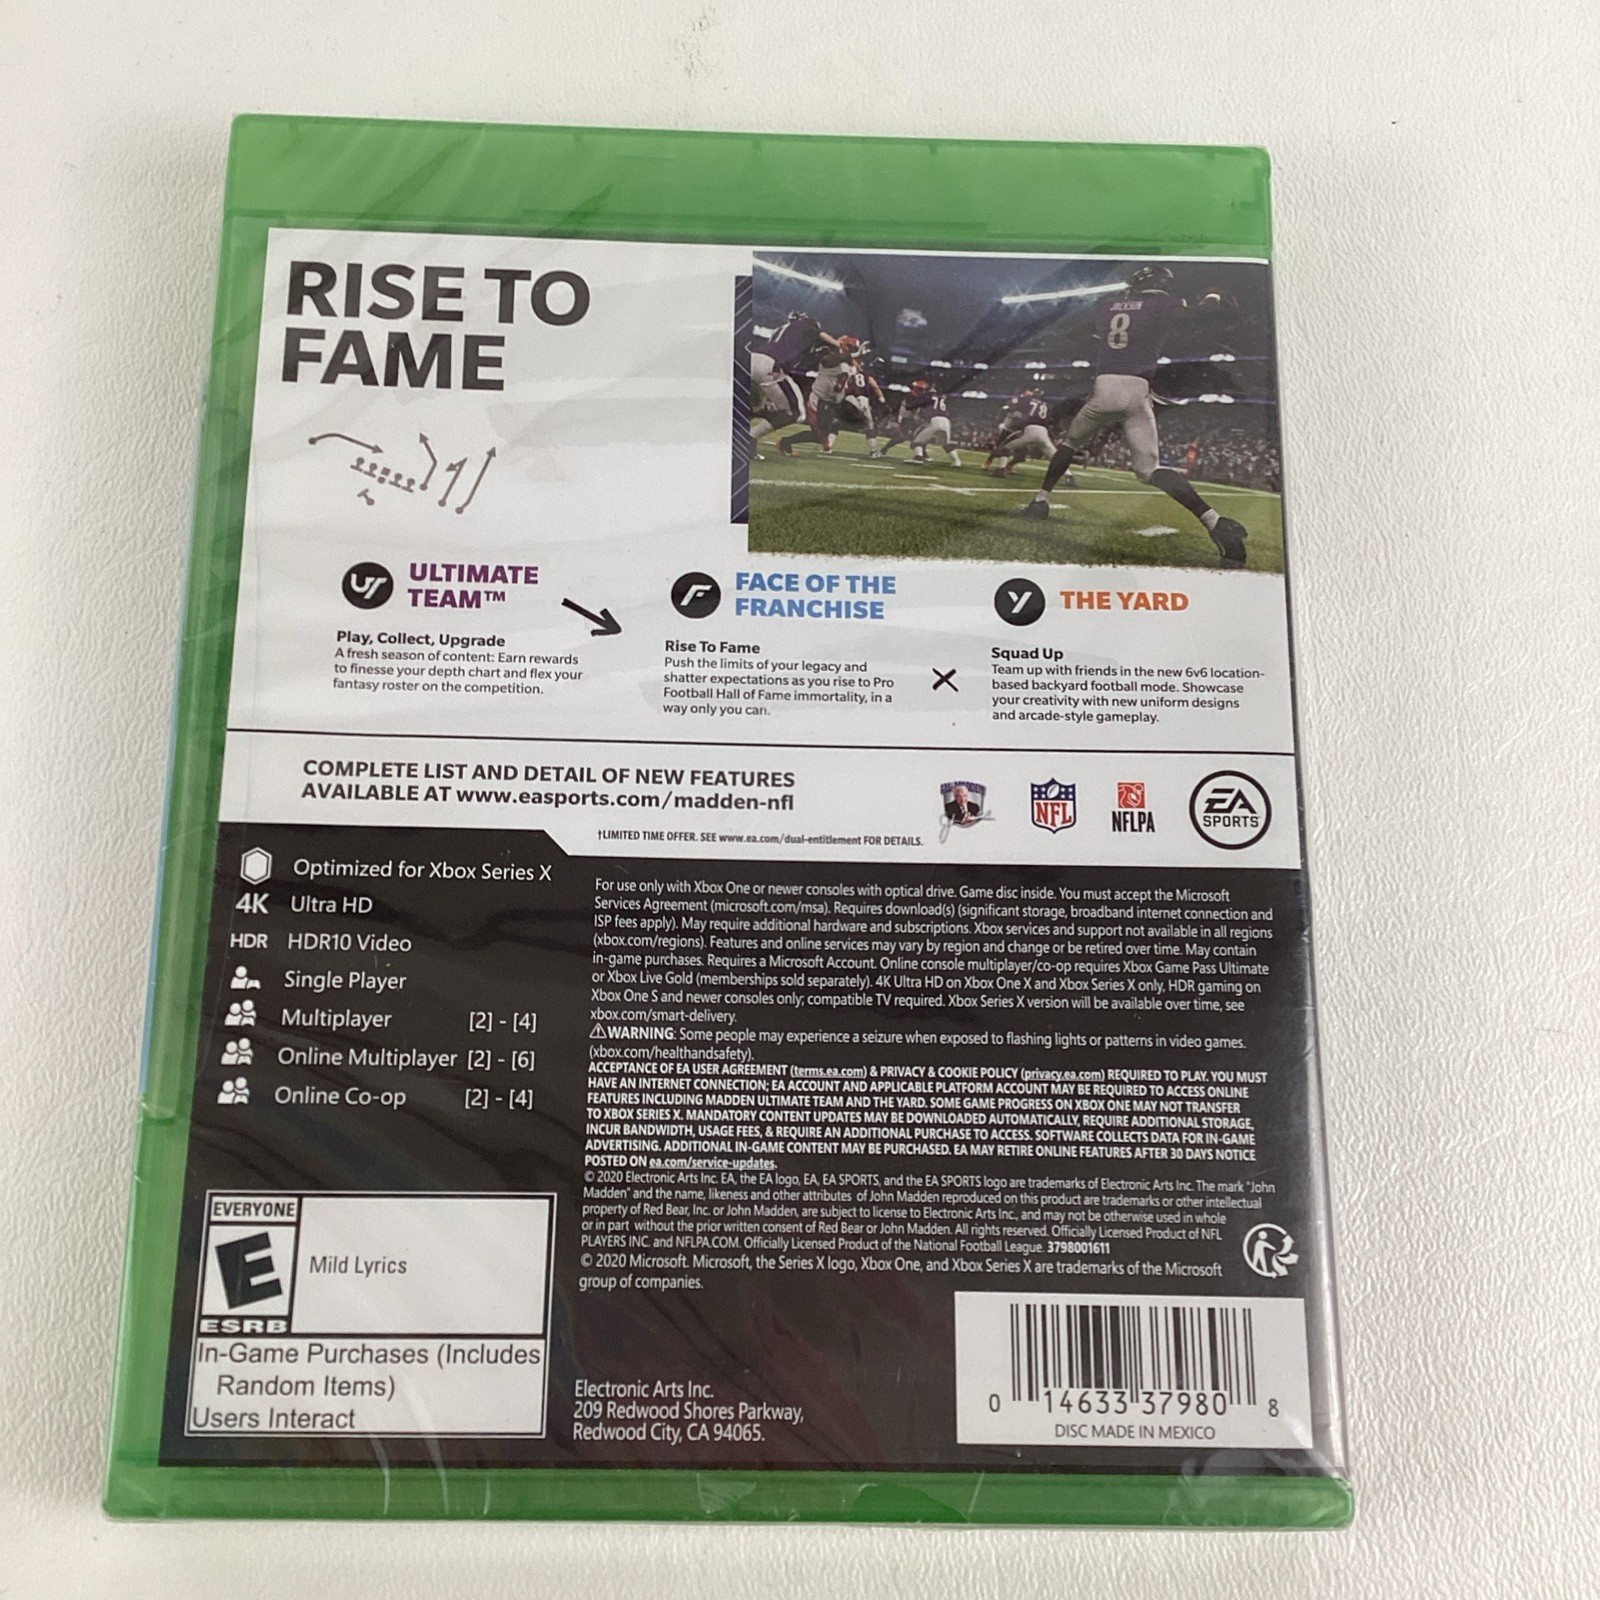 RISE TO
FAME
JACKSON
8
8
76
78
UT
ULTIMATE
TEAM™
Play, Collect, Upgrade
A fresh season of content: Earn rewards
to finesse your depth chart and flex your
fantasy roster on the competition.
F
FACE OF THE
FRANCHISE
Rise To Fame
Push the limits of your legacy and
shatter expectations as you rise to Pro
Football Hall of Fame immortality, in a
way only you can.
Y
THE YARD
Squad Up
Team up with friends in the new 6v6 location-
based backyard football mode. Showcase
your creativity with new uniform designs
and arcade-style gameplay.
COMPLETE LIST AND DETAIL OF NEW FEATURES
AVAILABLE AT www.easports.com/madden-nfl
NFL
NFLPA
EA
SPORTS
†LIMITED TIME OFFER. SEE www.ea.com/dual-entitlement FOR DETAILS.
Optimized for Xbox Series X
4K Ultra HD
HDR HDR10 Video
Single Player
Multiplayer [2] - [4]
Online Multiplayer [2] - [6]
Online Co-op [2] - [4]
For use only with Xbox One or newer consoles with optical drive. Game disc inside. You must accept the Microsoft
Services Agreement (microsoft.com/msa). Requires download(s) (significant storage, broadband internet connection and
ISP fees apply). May require additional hardware and subscriptions. Xbox services and support not available in all regions
(xbox.com/regions). Features and online services may vary by region and change or be retired over time. May contain
in-game purchases. Requires a Microsoft Account. Online console multiplayer/co-op requires Xbox Game Pass Ultimate
or Xbox Live Gold (memberships sold separately). 4K Ultra HD on Xbox One X and Xbox Series X only, HDR gaming on
Xbox One S and newer consoles only; compatible TV required. Xbox Series X version will be available over time, see
xbox.com/smart-delivery.
⚠WARNING: Some people may experience a seizure when exposed to flashing lights or patterns in video games.
(xbox.com/healthandsafety).
ACCEPTANCE OF EA USER AGREEMENT (terms.ea.com) & PRIVACY & COOKIE POLICY (privacy.ea.com) REQUIRED TO PLAY. YOU MUST
HAVE AN INTERNET CONNECTION; EA ACCOUNT AND APPLICABLE PLATFORM ACCOUNT MAY BE REQUIRED TO ACCESS ONLINE
FEATURES INCLUDING MADDEN ULTIMATE TEAM AND THE YARD. SOME GAME PROGRESS ON XBOX ONE MAY NOT TRANSFER
TO XBOX SERIES X. MANDATORY CONTENT UPDATES MAY BE DOWNLOADED AUTOMATICALLY, REQUIRE ADDITIONAL STORAGE,
INCUR BANDWIDTH, USAGE FEES, & REQUIRE AN ADDITIONAL PURCHASE TO ACCESS. SOFTWARE COLLECTS DATA FOR IN-GAME
ADVERTISING. ADDITIONAL IN-GAME CONTENT MAY BE PURCHASED. EA MAY RETIRE ONLINE FEATURES AFTER 30 DAYS NOTICE
POSTED ON ea.com/service-updates.
© 2020 Electronic Arts Inc. EA, the EA logo, EA, EA SPORTS, and the EA SPORTS logo are trademarks of Electronic Arts Inc. The mark "John
Madden" and the name, likeness and other attributes of John Madden reproduced on this product are trademarks or other intellectual
property of Red Bear, Inc. or John Madden, are subject to license to Electronic Arts Inc., and may not be otherwise used in whole
or in part without the prior written consent of Red Bear or John Madden. All rights reserved. Officially Licensed Product of NFL
PLAYERS INC. and NFLPA.COM. Officially Licensed Product of the National Football League. 3798001611
© 2020 Microsoft. Microsoft, the Series X logo, Xbox One, and Xbox Series X are trademarks of the Microsoft
group of companies.
EVERYONE
E
ESRB
Mild Lyrics
In-Game Purchases (Includes
Random Items)
Users Interact
Electronic Arts Inc.
209 Redwood Shores Parkway,
Redwood City, CA 94065.
0 14633 37980 8
DISC MADE IN MEXICO